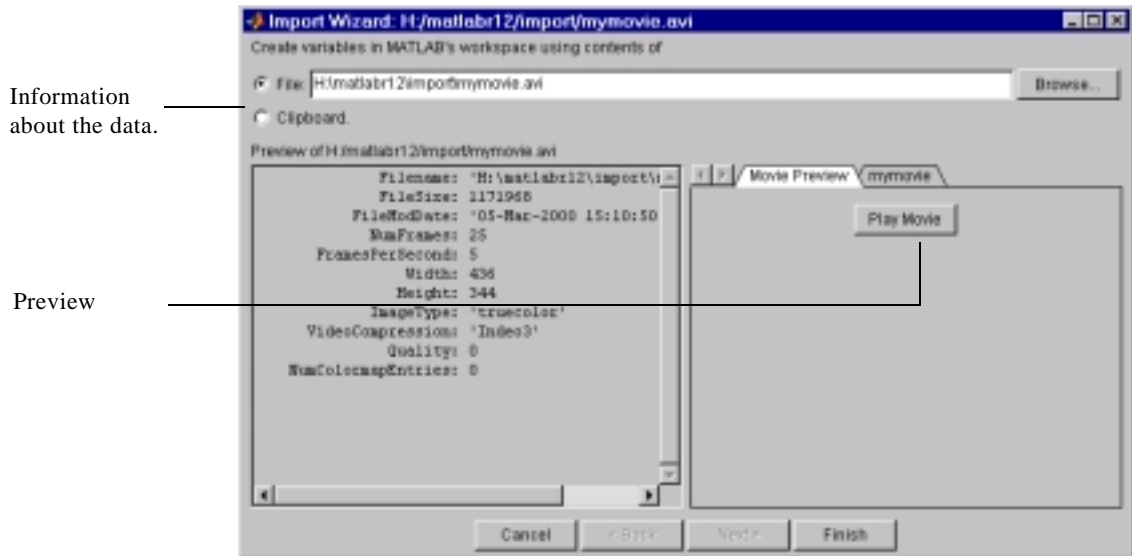 Import Wizard: H:/matlabr12/import/mymovie.avi
Create variables in MATLAB's workspace using contents of
File: H:\matlabr12\import\mymovie.avi
Browse...
Information
about the data.
Clipboard.
Preview of H:/matlabr12/import/mymovie.avi
Filename: 'H:\matlabr12\import\
FileSize: 1171968
FileModDate: '05-Mar-2000 15:10:50
NumFrames: 25
FramesPerSecond: 5
Width: 436
Height: 344
ImageType: 'truecolor'
VideoCompression: 'Indeo3'
Quality: 0
NumColormapEntries: 0
Movie Preview
mymovie
Play Movie
Preview
Cancel
< Back
Next >
Finish